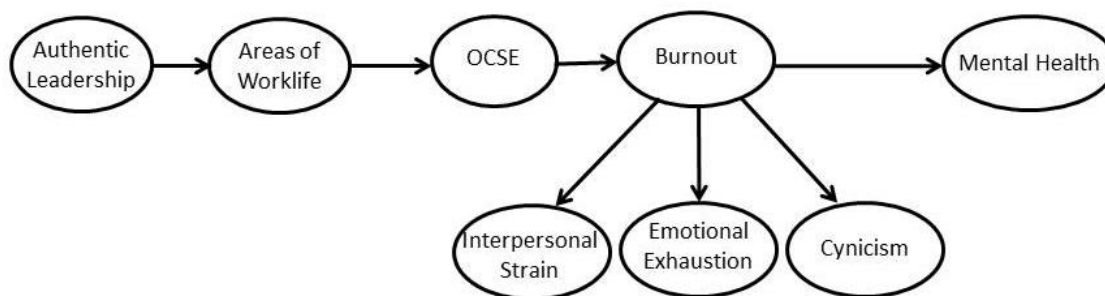 Authentic
Leadership
Areas of
Worklife
OCSE
Burnout
Mental Health
Interpersonal
Strain
Emotional
Exhaustion
Cynicism